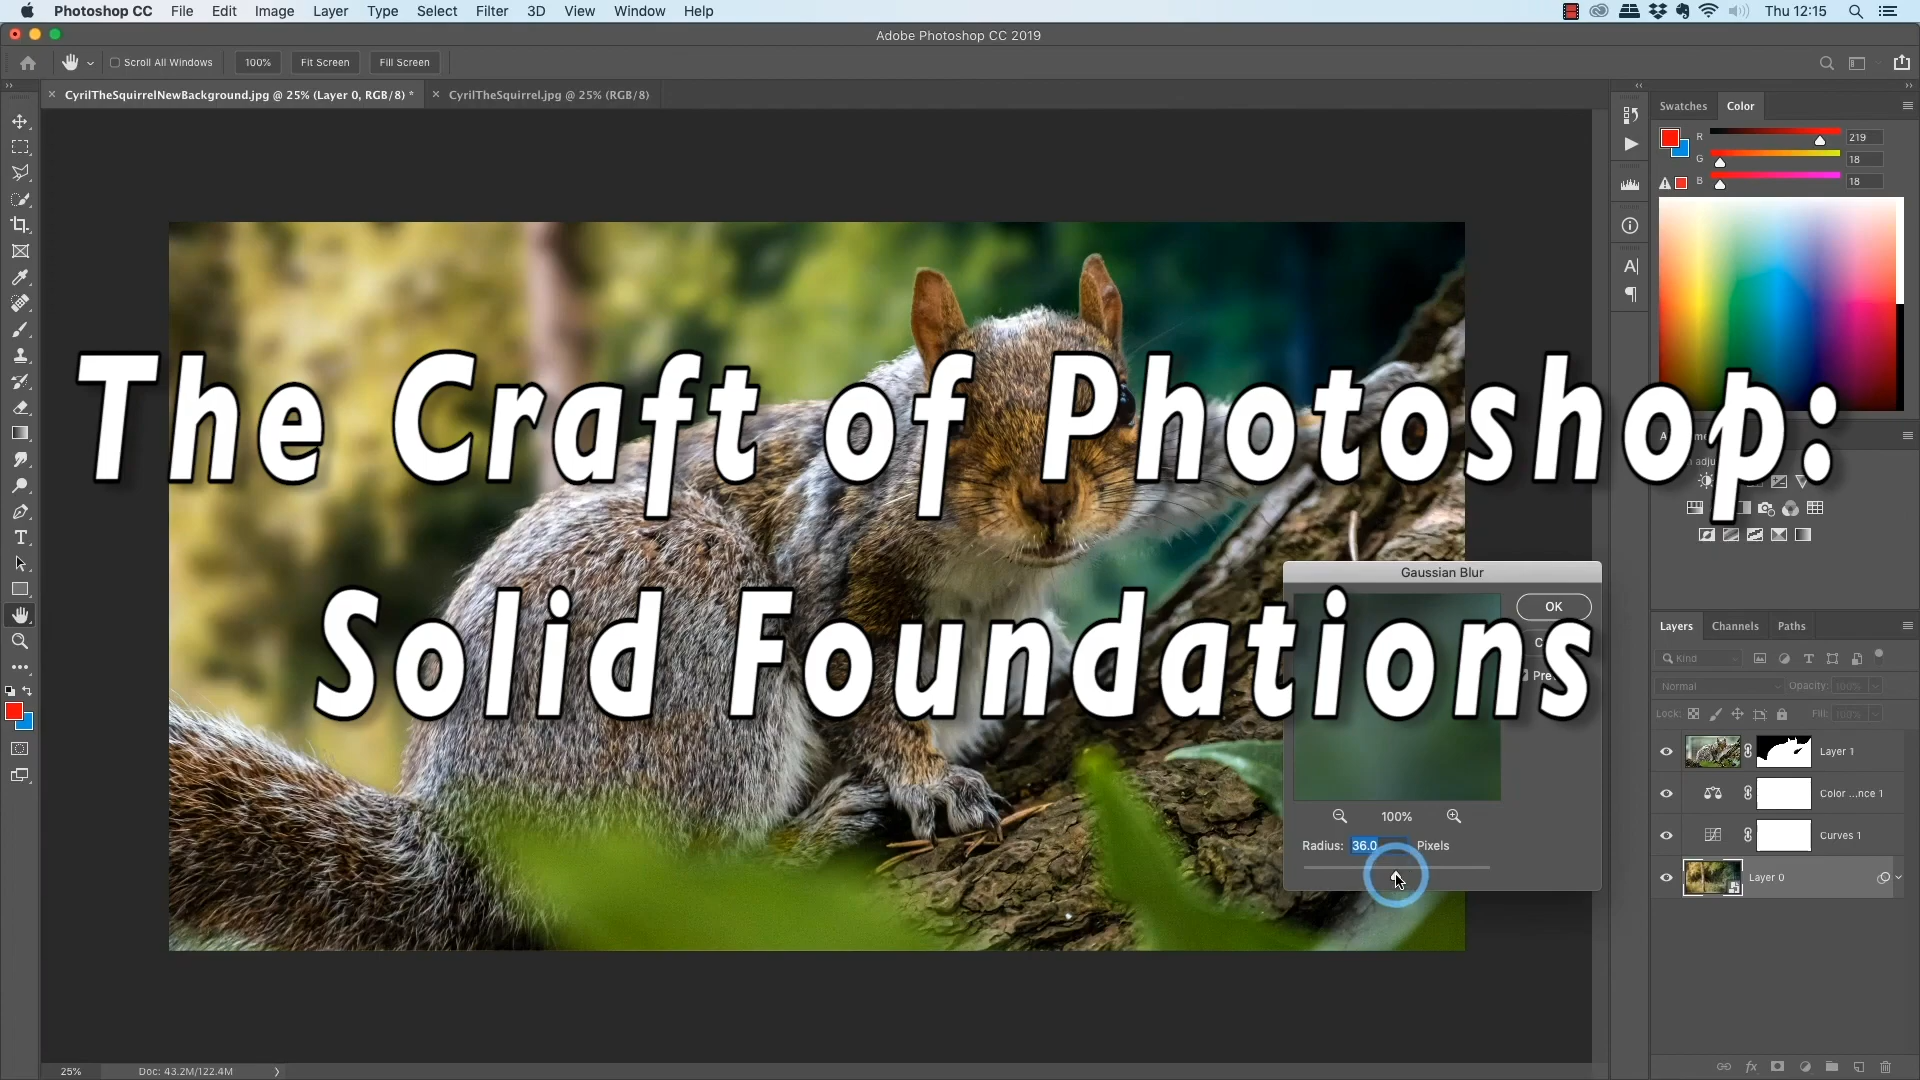 Photoshop CC File Edit Image Layer Type Select Filter 3D View Window Help Thu 12:15
Adobe Photoshop CC 2019
Scroll All Windows 100% Fit Screen Fill Screen
CyrilTheSquirrelNewBackground.jpg @ 25% (Layer 0, RGB/8) * CyrilTheSquirrel.jpg @ 25% (RGB/8)
Swatches Color
R 219
G 18
B 18
The Craft of Photoshop:
Solid Foundations
Gaussian Blur
OK
100%
Radius: 36.0 Pixels
Layers Channels Paths
Kind
Normal Opacity: 100%
Lock: Fill: 100%
Layer 1
Color ...nce 1
Curves 1
Layer 0
25% Doc: 43.2M/122.4M